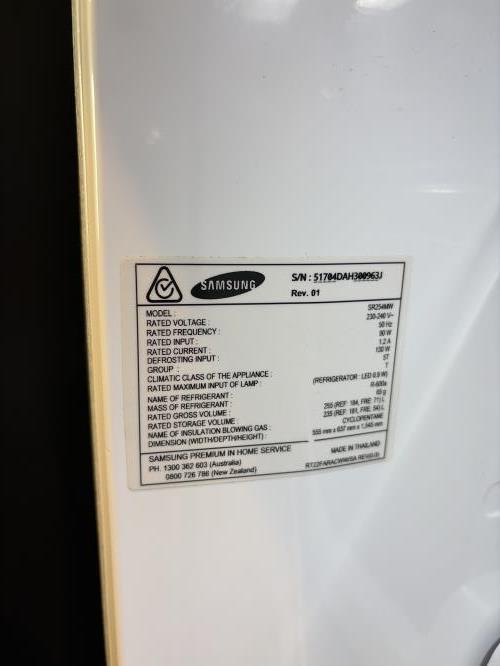 SAMSUNG
S/N : 51704DAH300963J
Rev. 01
MODEL : SR254MW
RATED VOLTAGE : 230-240 V~
RATED FREQUENCY : 50 Hz
RATED INPUT : 90 W
RATED CURRENT : 1.2 A
DEFROSTING INPUT : 130 W
GROUP : ST
CLIMATIC CLASS OF THE APPLIANCE : T
RATED MAXIMUM INPUT OF LAMP : (REFRIGERATOR : LED 0.9 W)
NAME OF REFRIGERANT : R-600a
MASS OF REFRIGERANT :
RATED GROSS VOLUME : 255 (REF: 184, FRE: 71) L
RATED STORAGE VOLUME : 235 (REF: 181, FRE: 54) L
NAME OF INSULATION BLOWING GAS : CYCLOPENTANE
DIMENSION (WIDTH/DEPTH/HEIGHT) : 555 mm x 637 mm x 1,545 mm
SAMSUNG PREMIUM IN HOME SERVICE
PH. 1300 362 603 (Australia)
0800 726 786 (New Zealand)
MADE IN THAILAND